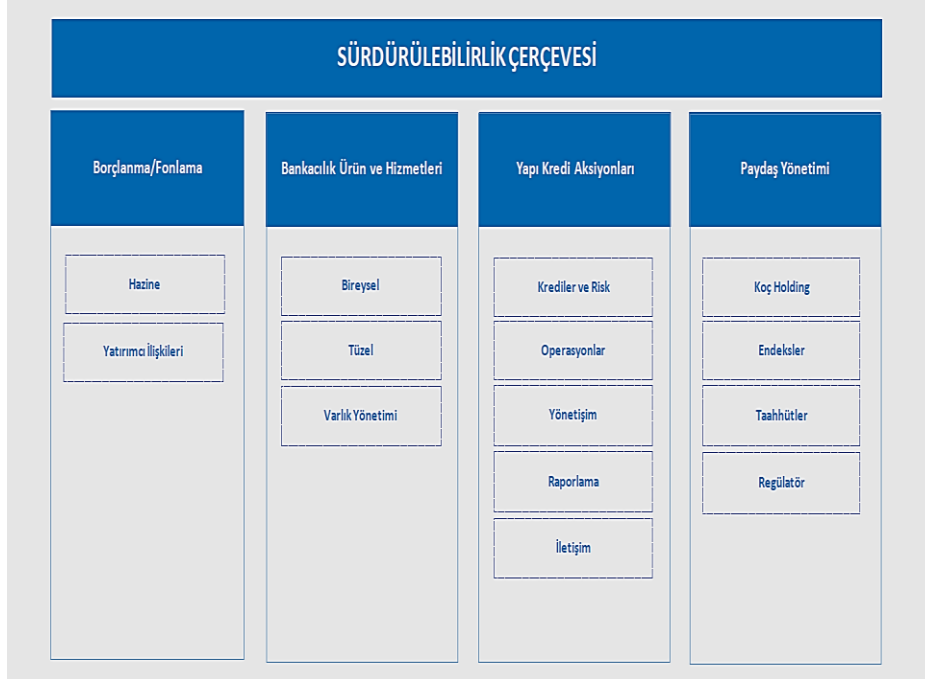 SÜRDÜRÜLEBİLİRLİK ÇERÇEVESİ
Borçlanma/Fonlama
Hazine
Yatırımcı İlişkileri
Bankacılık Ürün ve Hizmetleri
Bireysel
Tüzel
Varlık Yönetimi
Yapı Kredi Aksiyonları
Krediler ve Risk
Operasyonlar
Yönetişim
Raporlama
İletişim
Paydaş Yönetimi
Koç Holding
Endeksler
Taahhütler
Regülatör